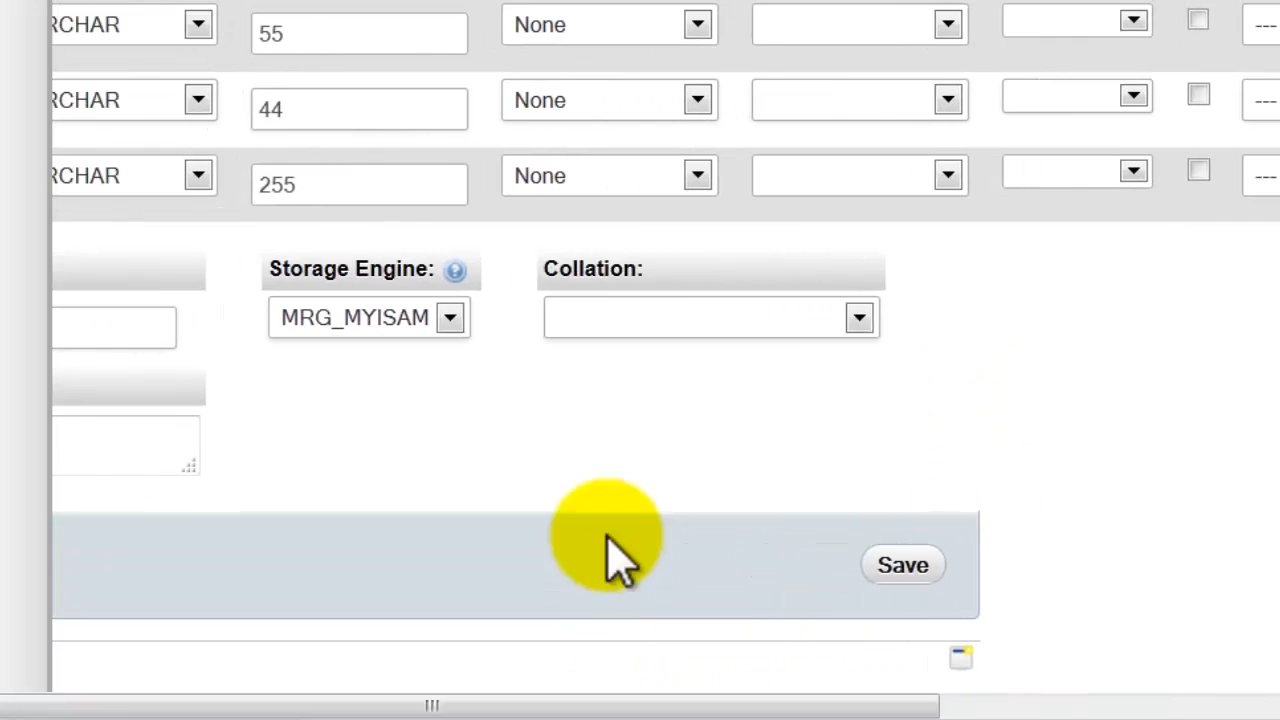 RCHAR 55 None
RCHAR 44 None ---
RCHAR 255 None ---
Storage Engine: Collation:
MRG_MYISAM
Save